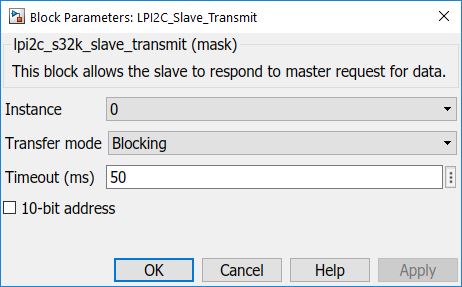 Block Parameters: LPI2C_Slave_Transmit
lpi2c_s32k_slave_transmit (mask)
This block allows the slave to respond to master request for data.
Instance 0
Transfer mode Blocking
Timeout (ms) 50
10-bit address
OK Cancel Help Apply